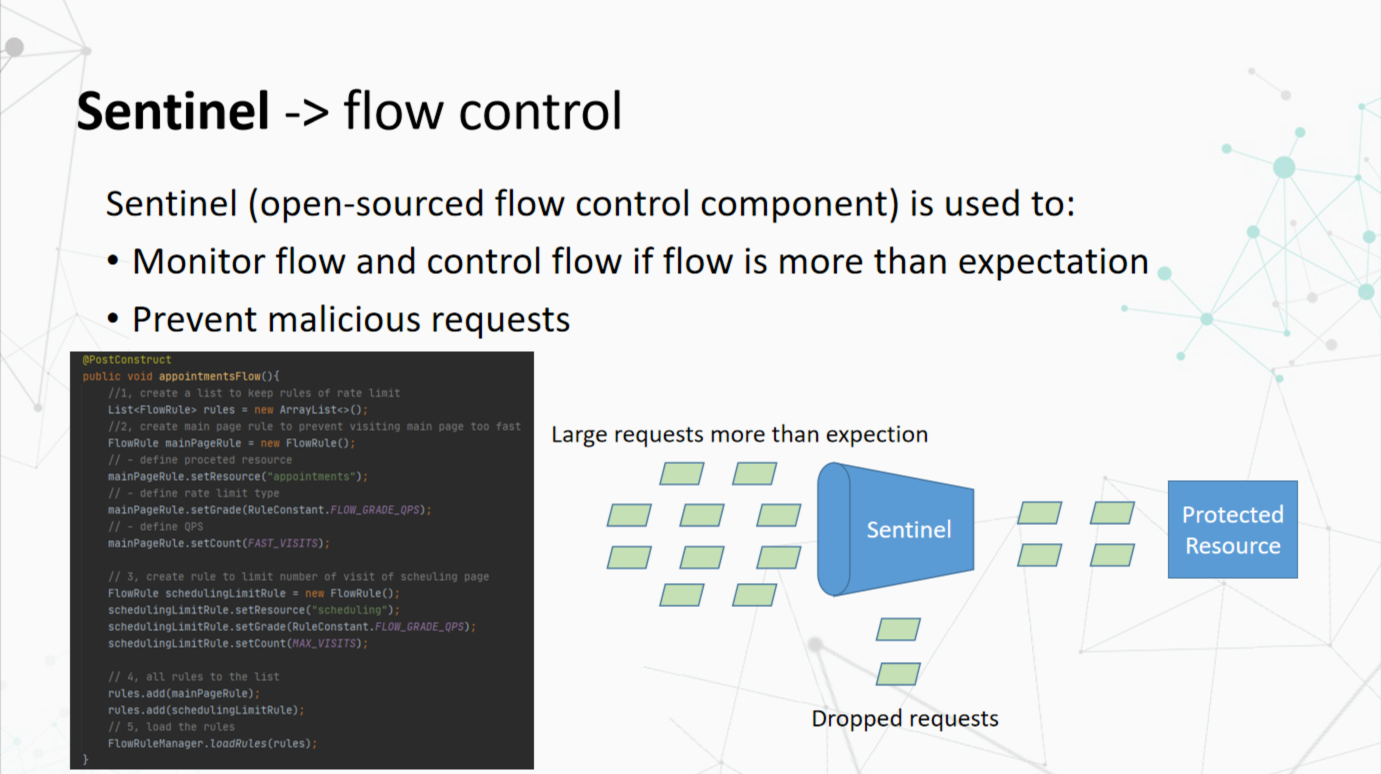 Sentinel -> flow control
Sentinel (open-sourced flow control component) is used to:
• Monitor flow and control flow if flow is more than expectation
• Prevent malicious requests
@PostConstruct
public void appointmentsFlow(){
//1, create a list to keep rules of rate limit
List<FlowRule> rules = new ArrayList<>();
//2, create main page rule to prevent visiting main page too fast
FlowRule mainPageRule = new FlowRule();
// - define proceted resource
mainPageRule.setResource("appointments");
// - define rate limit type
mainPageRule.setGrade(RuleConstant.FLOW_GRADE_QPS);
// - define QPS
mainPageRule.setCount(FAST_VISITS);
// 3, create rule to limit number of visit of scheuling page
FlowRule schedulingLimitRule = new FlowRule();
schedulingLimitRule.setResource("scheduling");
schedulingLimitRule.setGrade(RuleConstant.FLOW_GRADE_QPS);
schedulingLimitRule.setCount(MAX_VISITS);
// 4, all rules to the list
rules.add(mainPageRule);
rules.add(schedulingLimitRule);
// 5, load the rules
FlowRuleManager.loadRules(rules);
}
Large requests more than expection
Sentinel
Protected
Resource
Dropped requests